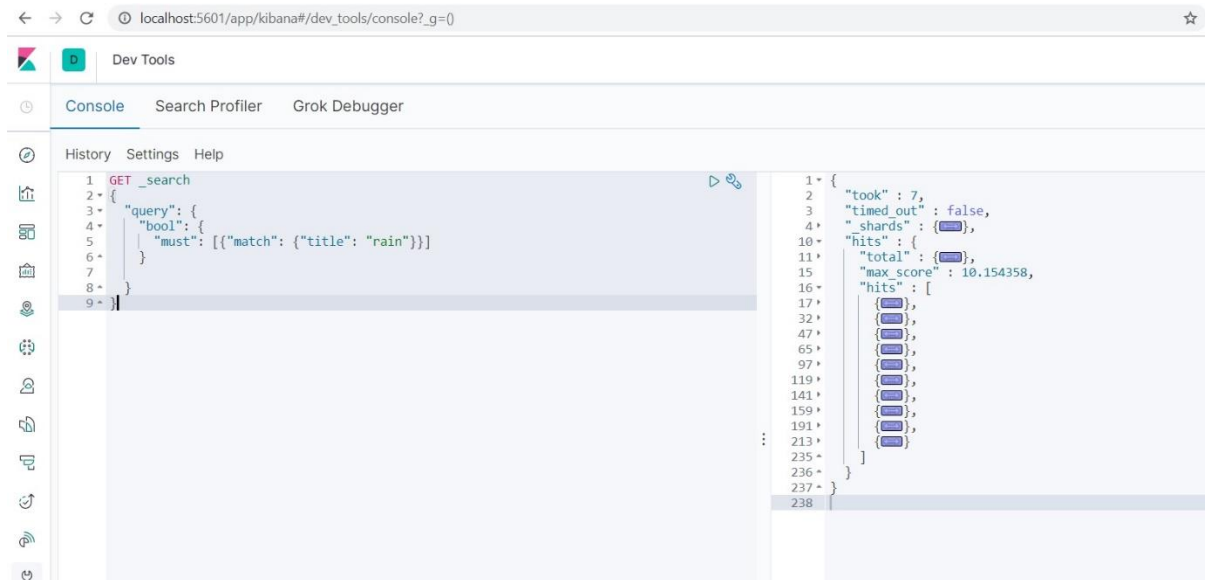 localhost:5601/app/kibana#/dev_tools/console?_g=()
D Dev Tools
Console Search Profiler Grok Debugger
History Settings Help
1 GET _search
2 {
3 "query": {
4 "bool": {
5 "must": [{"match": {"title": "rain"}}]
6 }
7
8 }
9 }
1 {
2 "took" : 7,
3 "timed_out" : false,
4 "_shards" : {},
10 "hits" : {
11 "total" : {},
15 "max_score" : 10.154358,
16 "hits" : [
17 {},
32 {},
47 {},
65 {},
97 {},
119 {},
141 {},
159 {},
191 {},
213 {}
235 ]
236 }
237 }
238